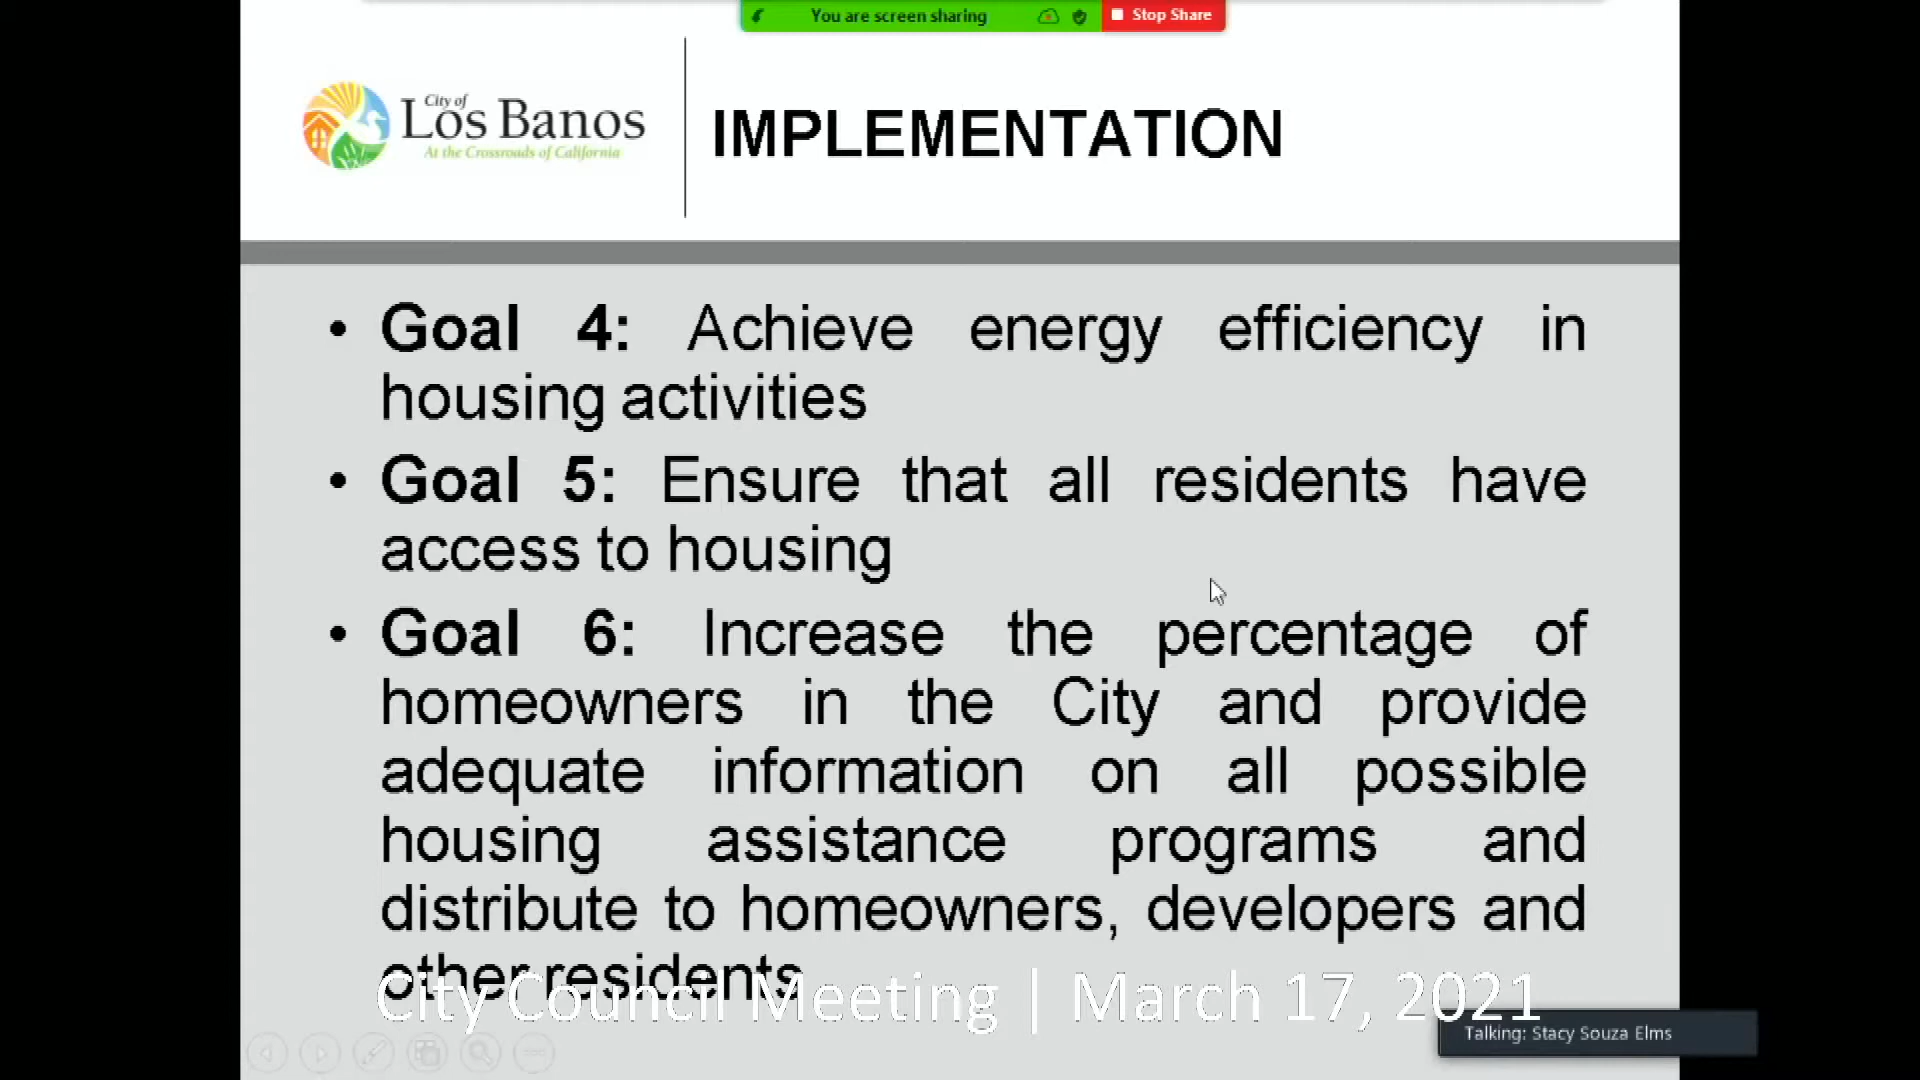 You are screen sharing
Stop Share
City of
Los Banos
At the Crossroads of California
IMPLEMENTATION
• Goal 4: Achieve energy efficiency in
housing activities
• Goal 5: Ensure that all residents have
access to housing
• Goal 6: Increase the percentage of
homeowners in the City and provide
adequate information on all possible
housing assistance programs and
distribute to homeowners, developers and
other residents
City Council Meeting | March 17, 2021
Talking: Stacy Souza Elms